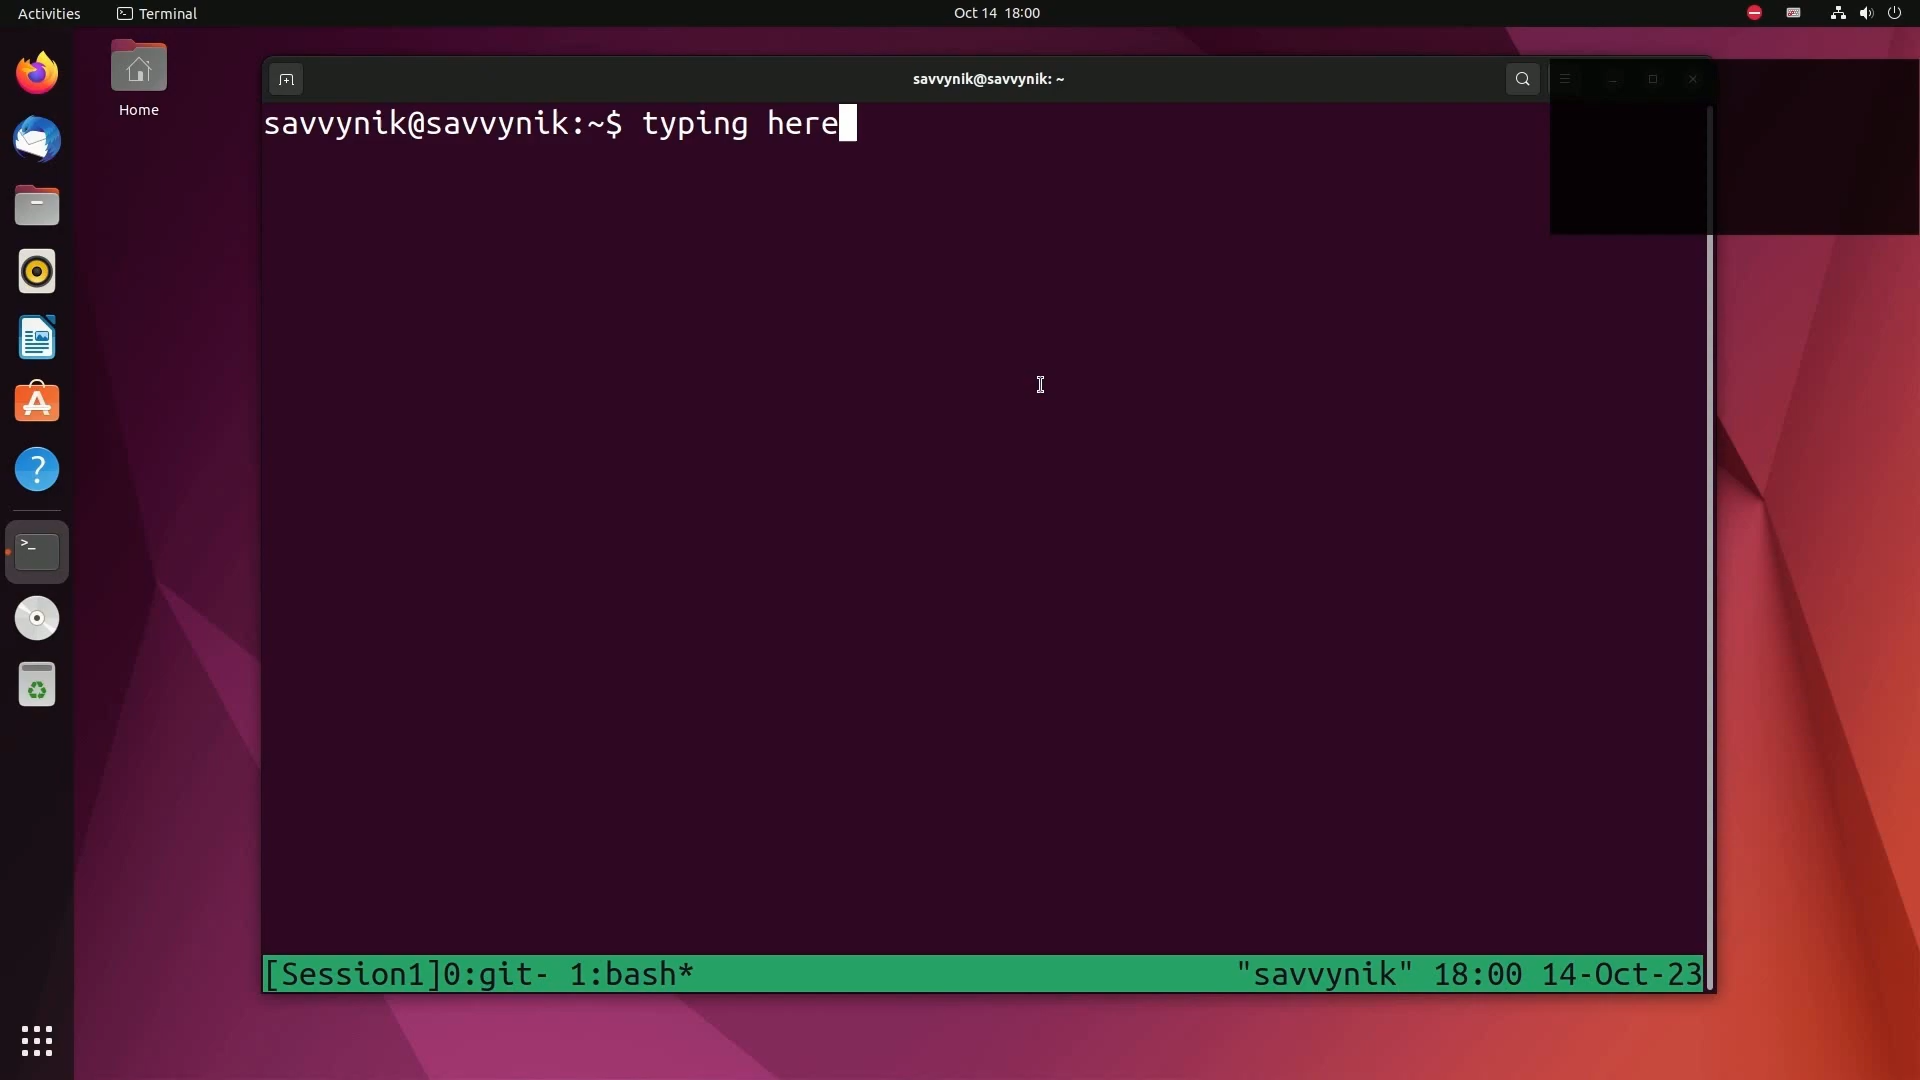 Activities
Terminal
Oct 14 18:00
Home
savvynik@savvynik: ~
savvynik@savvynik:~$ typing here
[Session1]0:git- 1:bash*
"savvynik" 18:00 14-Oct-23